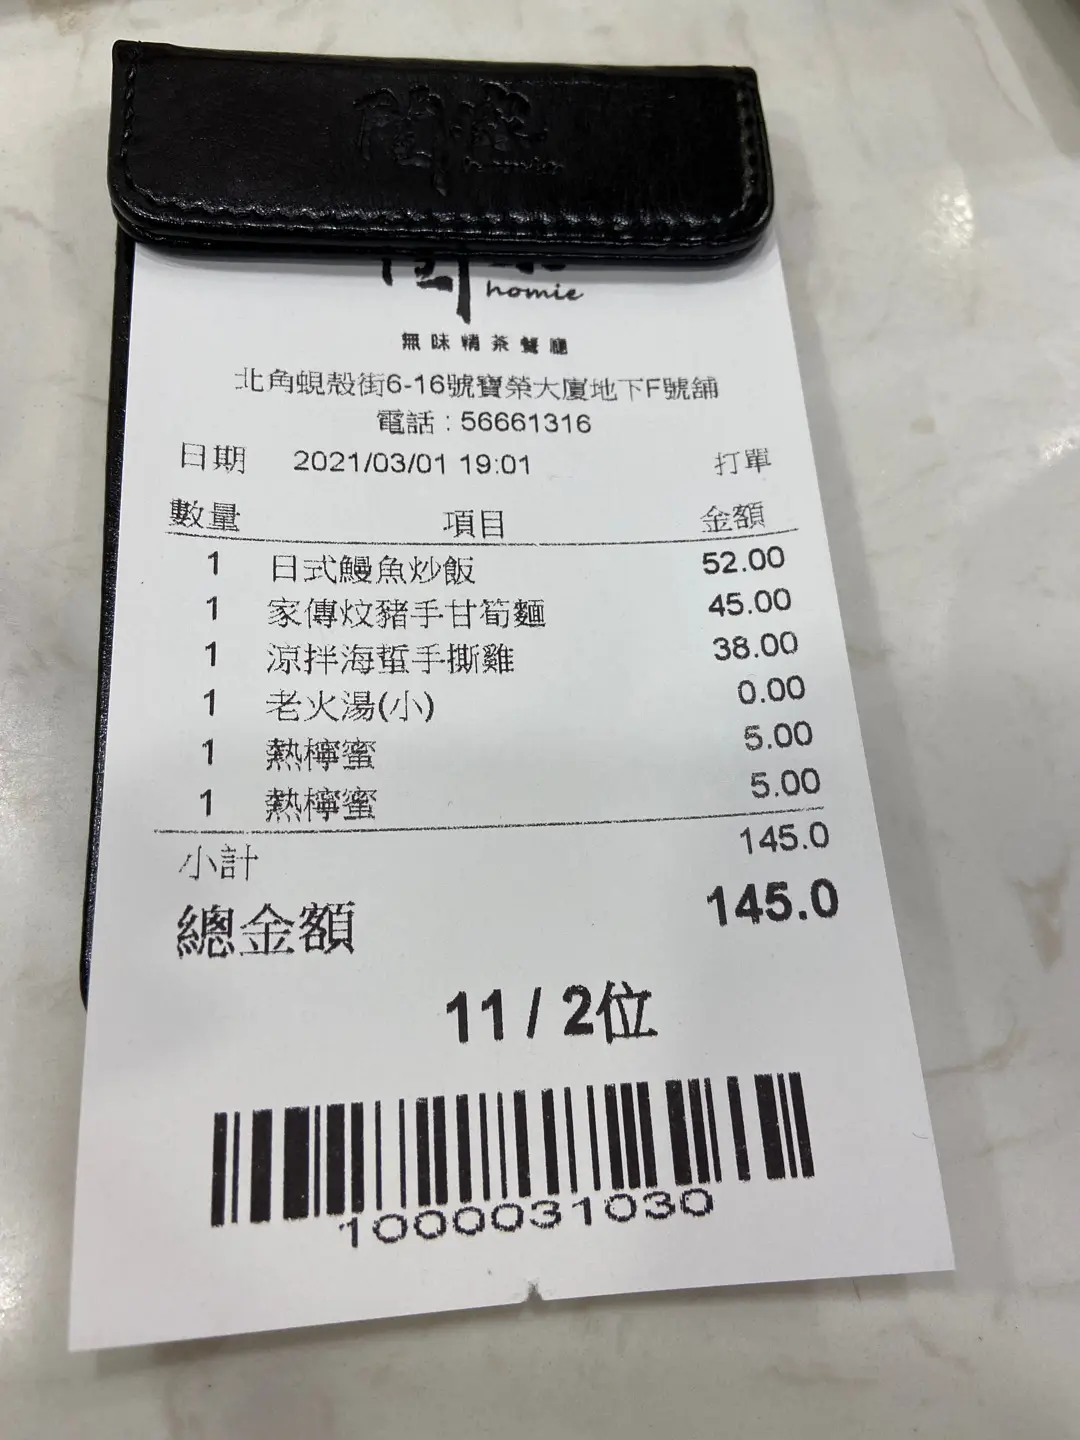 homie
無味精茶餐廳
北角蜆殼街6-16號寶榮大廈地下F號舖
電話 : 56661316
日期 2021/03/01 19:01 打單
數量 項目 金額
1 日式鰻魚炒飯 52.00
1 家傳炆豬手甘筍麵 45.00
1 涼拌海蜇手撕雞 38.00
1 老火湯(小) 0.00
1 熱檸蜜 5.00
1 熱檸蜜 5.00
小計 145.0
總金額 145.0
11 / 2位
1000031030